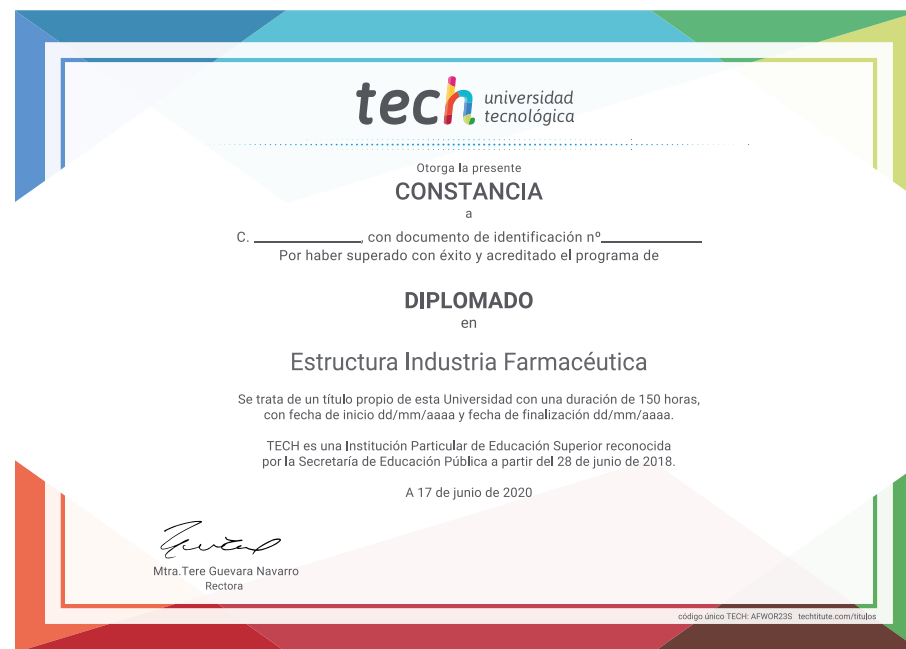 tech universidad
tecnológica
Otorga la presente
CONSTANCIA
a
C. ____________, con documento de identificación nº____________
Por haber superado con éxito y acreditado el programa de
DIPLOMADO
en
Estructura Industria Farmacéutica
Se trata de un título propio de esta Universidad con una duración de 150 horas,
con fecha de inicio dd/mm/aaaa y fecha de finalización dd/mm/aaaa.
TECH es una Institución Particular de Educación Superior reconocida
por la Secretaría de Educación Pública a partir del 28 de junio de 2018.
A 17 de junio de 2020
Mtra.Tere Guevara Navarro
Rectora
código único TECH: AFWOR23S techtitute.com/titulos